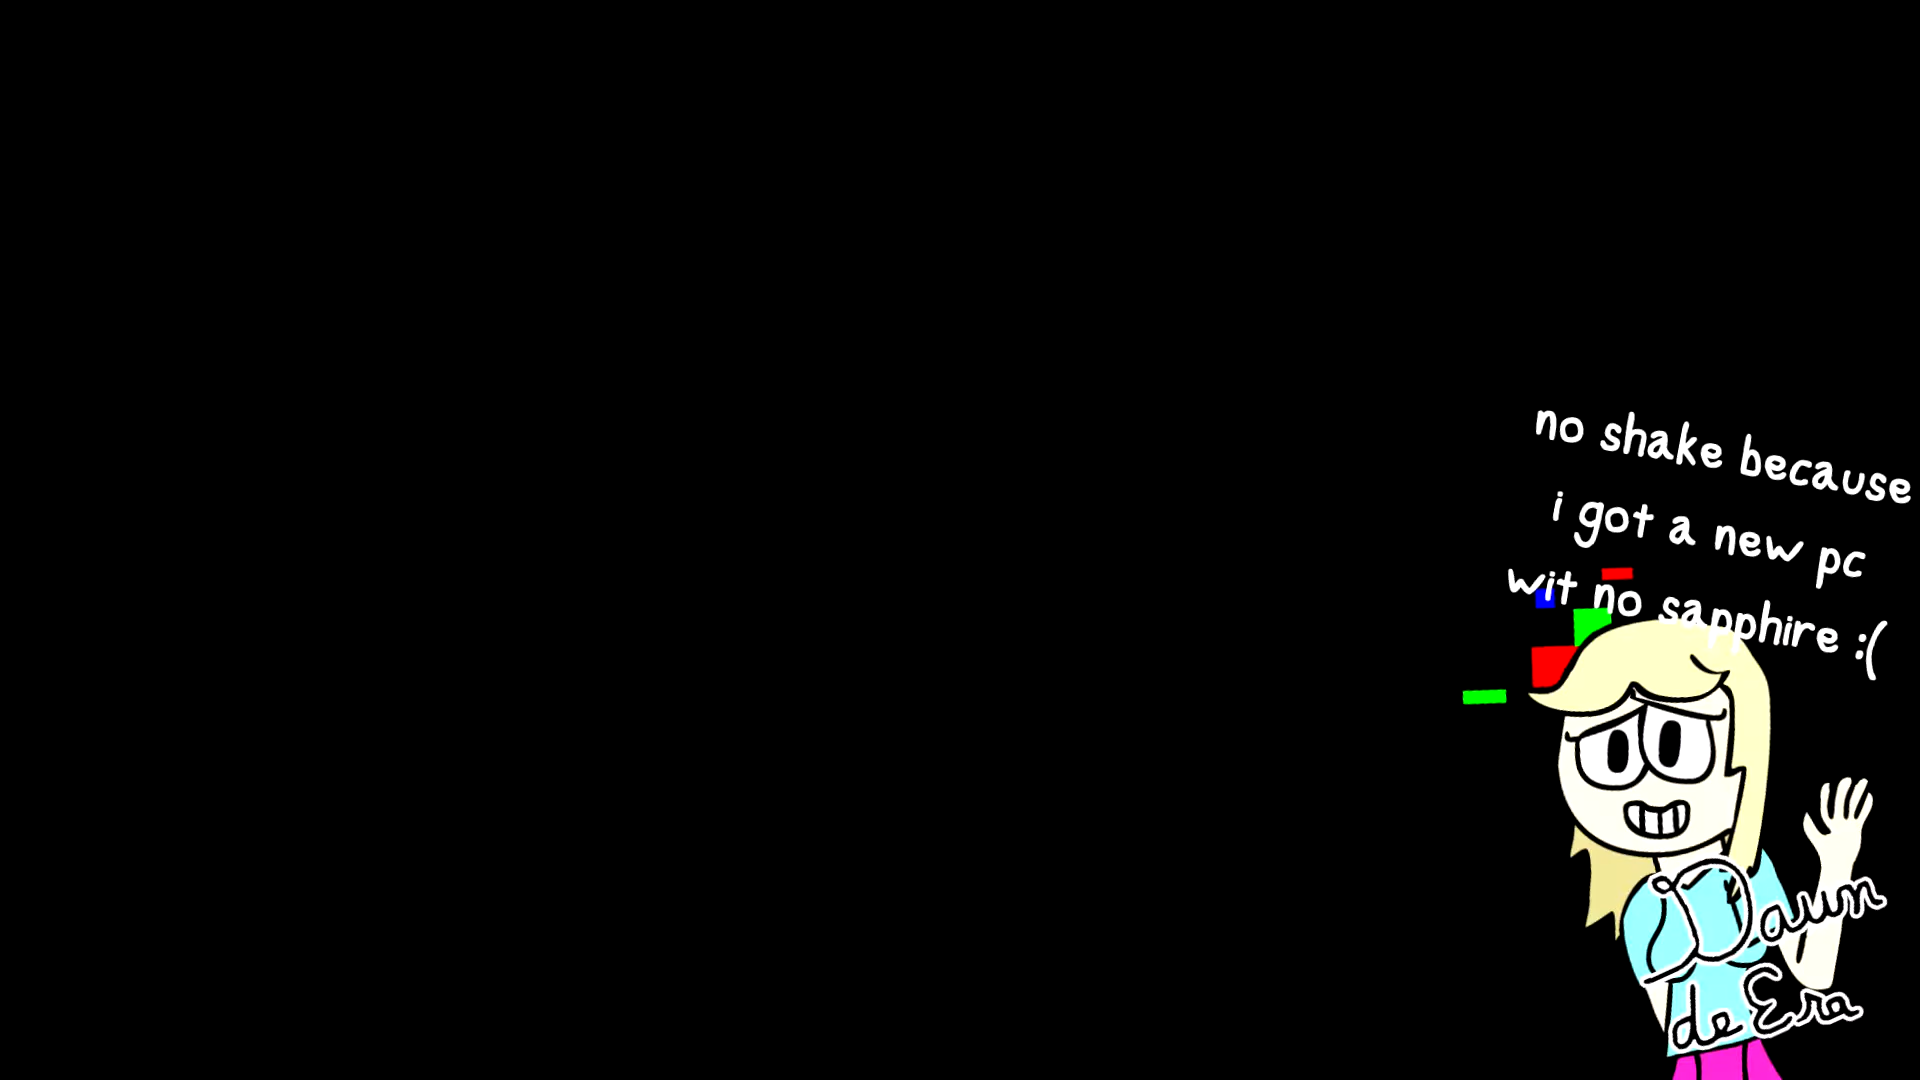 no shake because
i got a new pc
wit no sapphire :(
Dawn
de Era